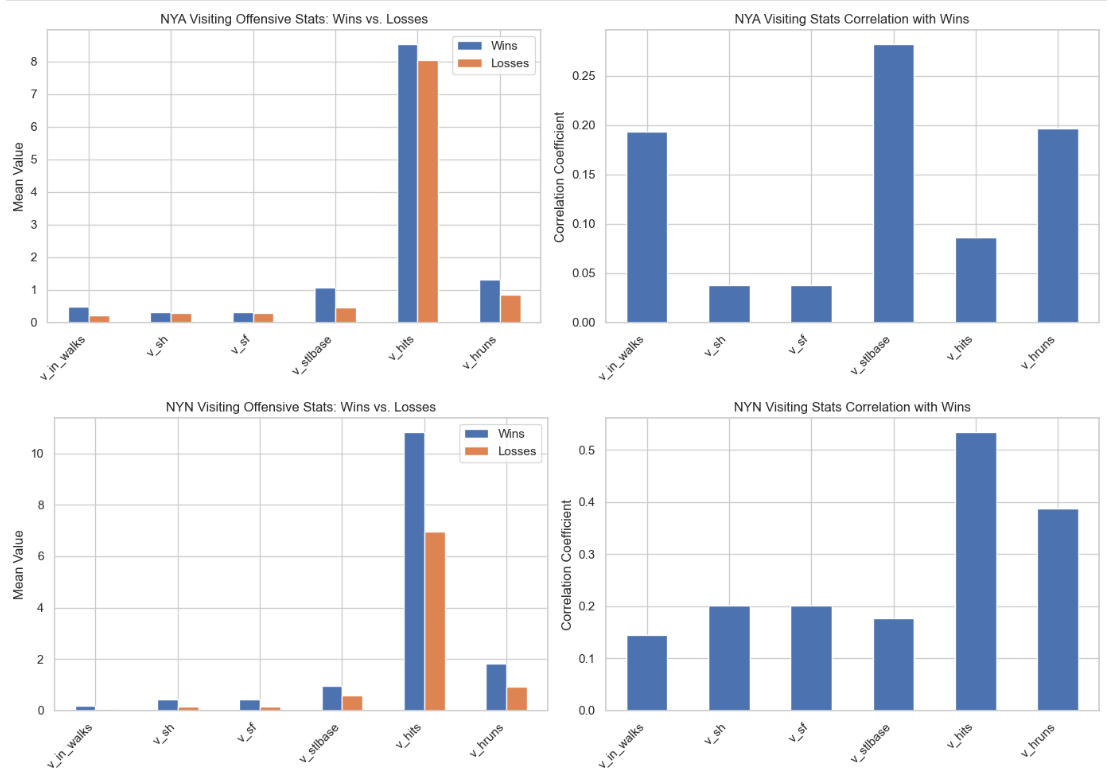 NYA Visiting Offensive Stats: Wins vs. Losses
Mean Value
8
7
6
5
4
3
2
1
0
Wins
Losses
v_in_walks
v_sh
v_sf
v_stlbase
v_hits
v_hruns
NYA Visiting Stats Correlation with Wins
Correlation Coefficient
0.25
0.20
0.15
0.10
0.05
0.00
v_in_walks
v_sh
v_sf
v_stlbase
v_hits
v_hruns
NYN Visiting Offensive Stats: Wins vs. Losses
Mean Value
10
8
6
4
2
0
Wins
Losses
v_in_walks
v_sh
v_sf
v_stlbase
v_hits
v_hruns
NYN Visiting Stats Correlation with Wins
Correlation Coefficient
0.5
0.4
0.3
0.2
0.1
0.0
v_in_walks
v_sh
v_sf
v_stlbase
v_hits
v_hruns